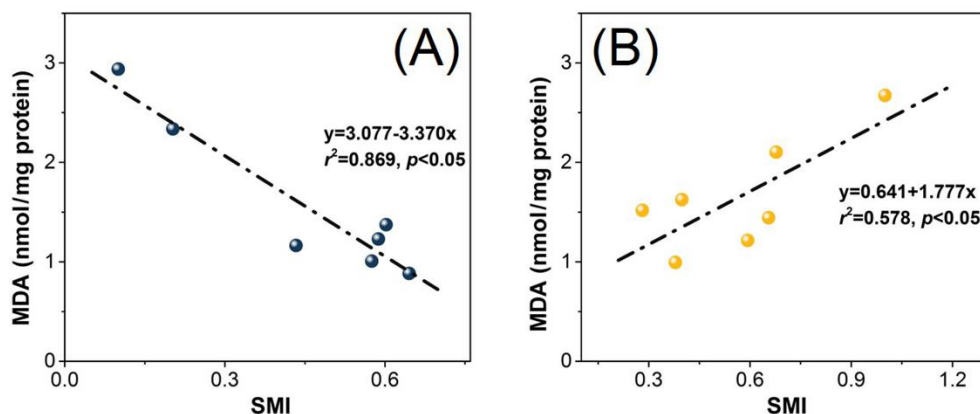 (A)
MDA (nmol/mg protein)
3
2
1
0
y=3.077-3.370x
r²=0.869, p<0.05
0.0 0.3 0.6
SMI
(B)
MDA (nmol/mg protein)
3
2
1
0
y=0.641+1.777x
r²=0.578, p<0.05
0.3 0.6 0.9 1.2
SMI